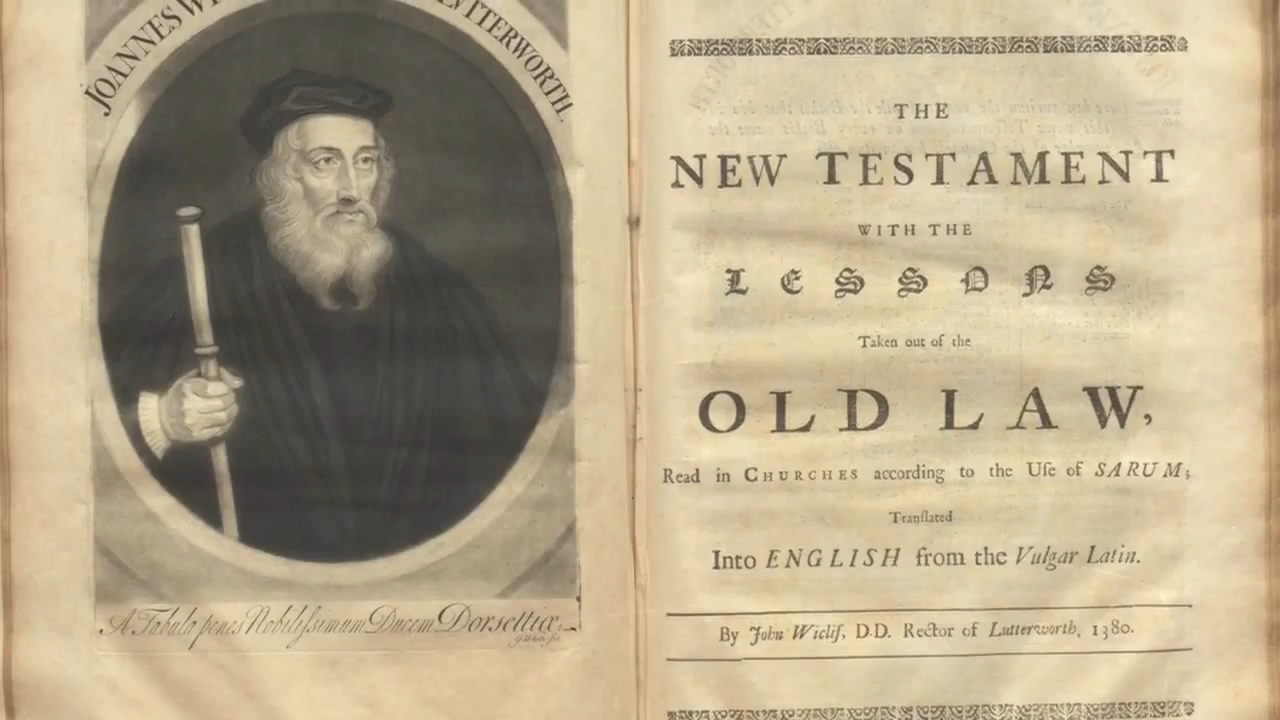 JOANNES W
LVTTERWORTH.
A Tabula penes Nobiliſsimum Ducem Dorsettiæ.
THE
NEW TESTAMENT
WITH THE
LESSONS
Taken out of the
OLD LAW,
Read in CHURCHES according to the Uſe of SARUM;
Tranſlated
Into ENGLISH from the Vulgar Latin.
By John Wiclif, D.D. Rector of Lutterworth, 1380.